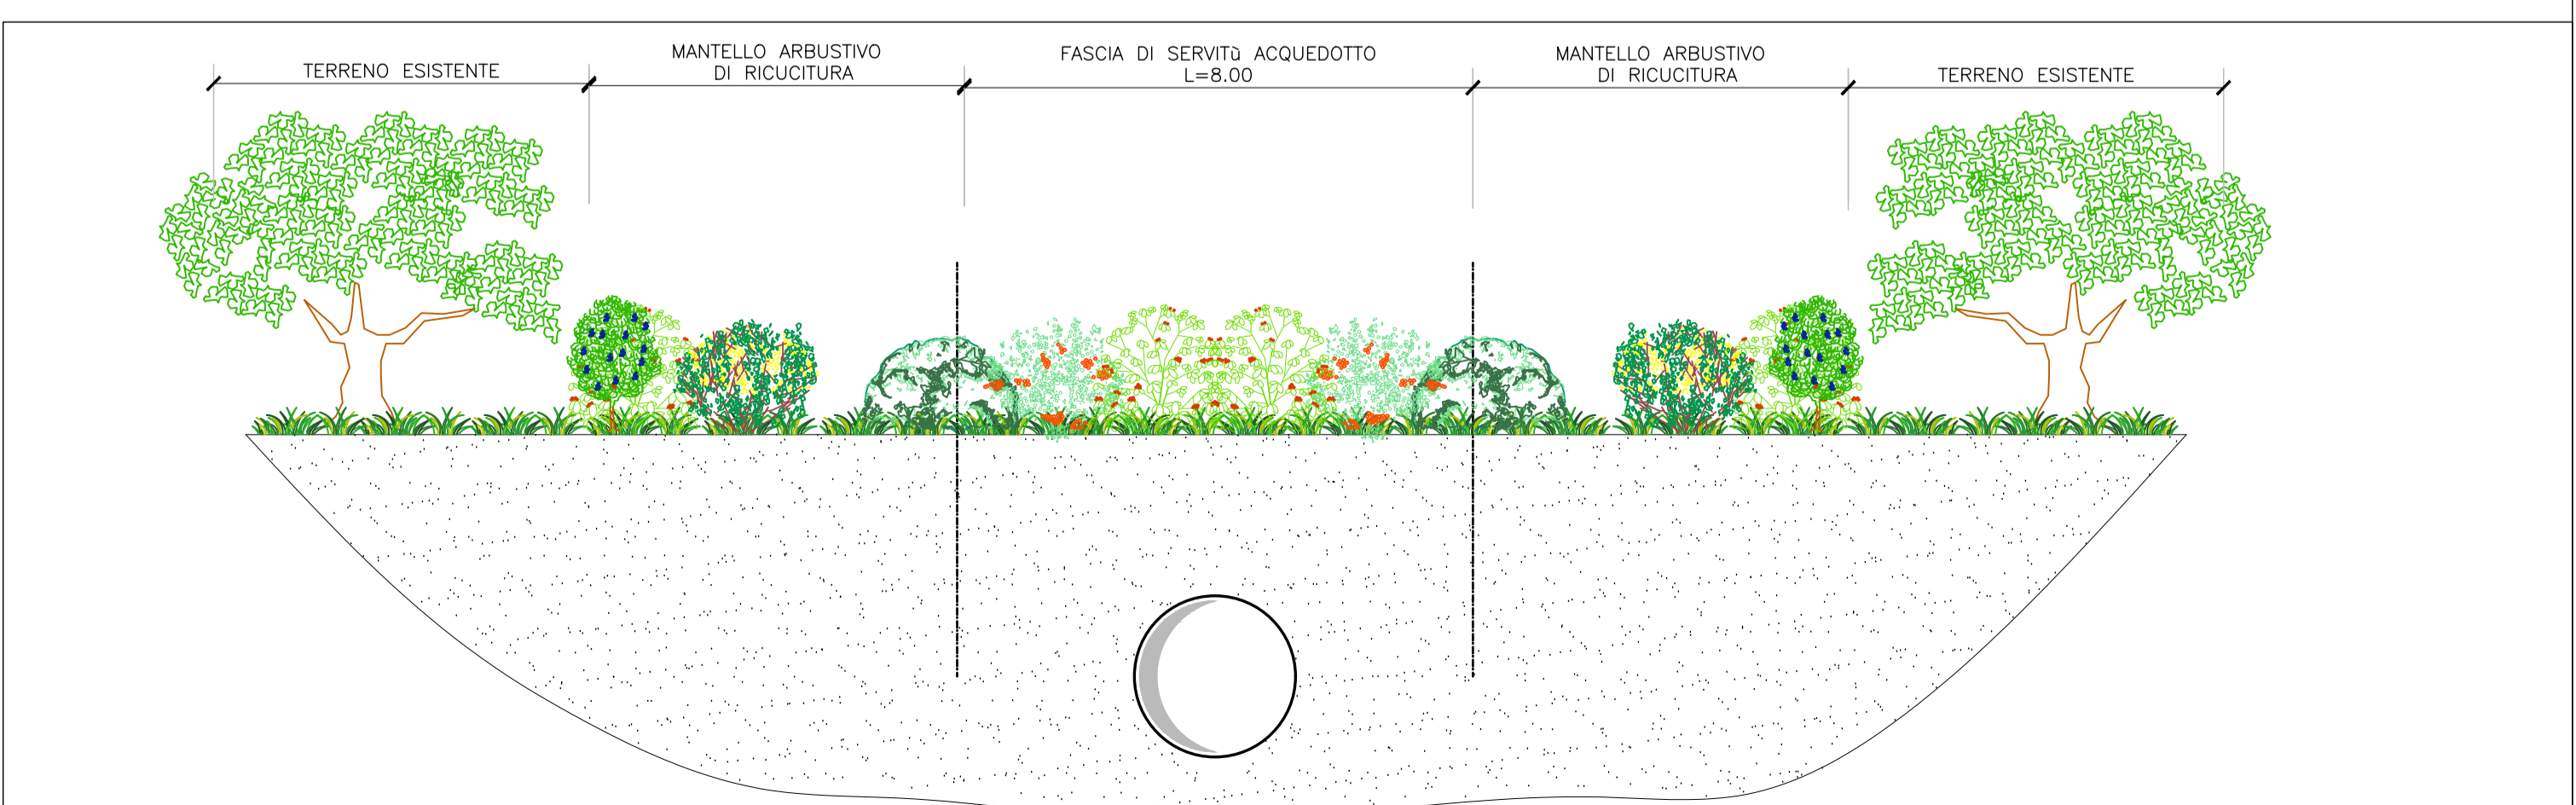 TERRENO ESISTENTE
MANTELLO ARBUSTIVO
DI RICUCITURA
FASCIA DI SERVITù ACQUEDOTTO
L=8.00
MANTELLO ARBUSTIVO
DI RICUCITURA
TERRENO ESISTENTE